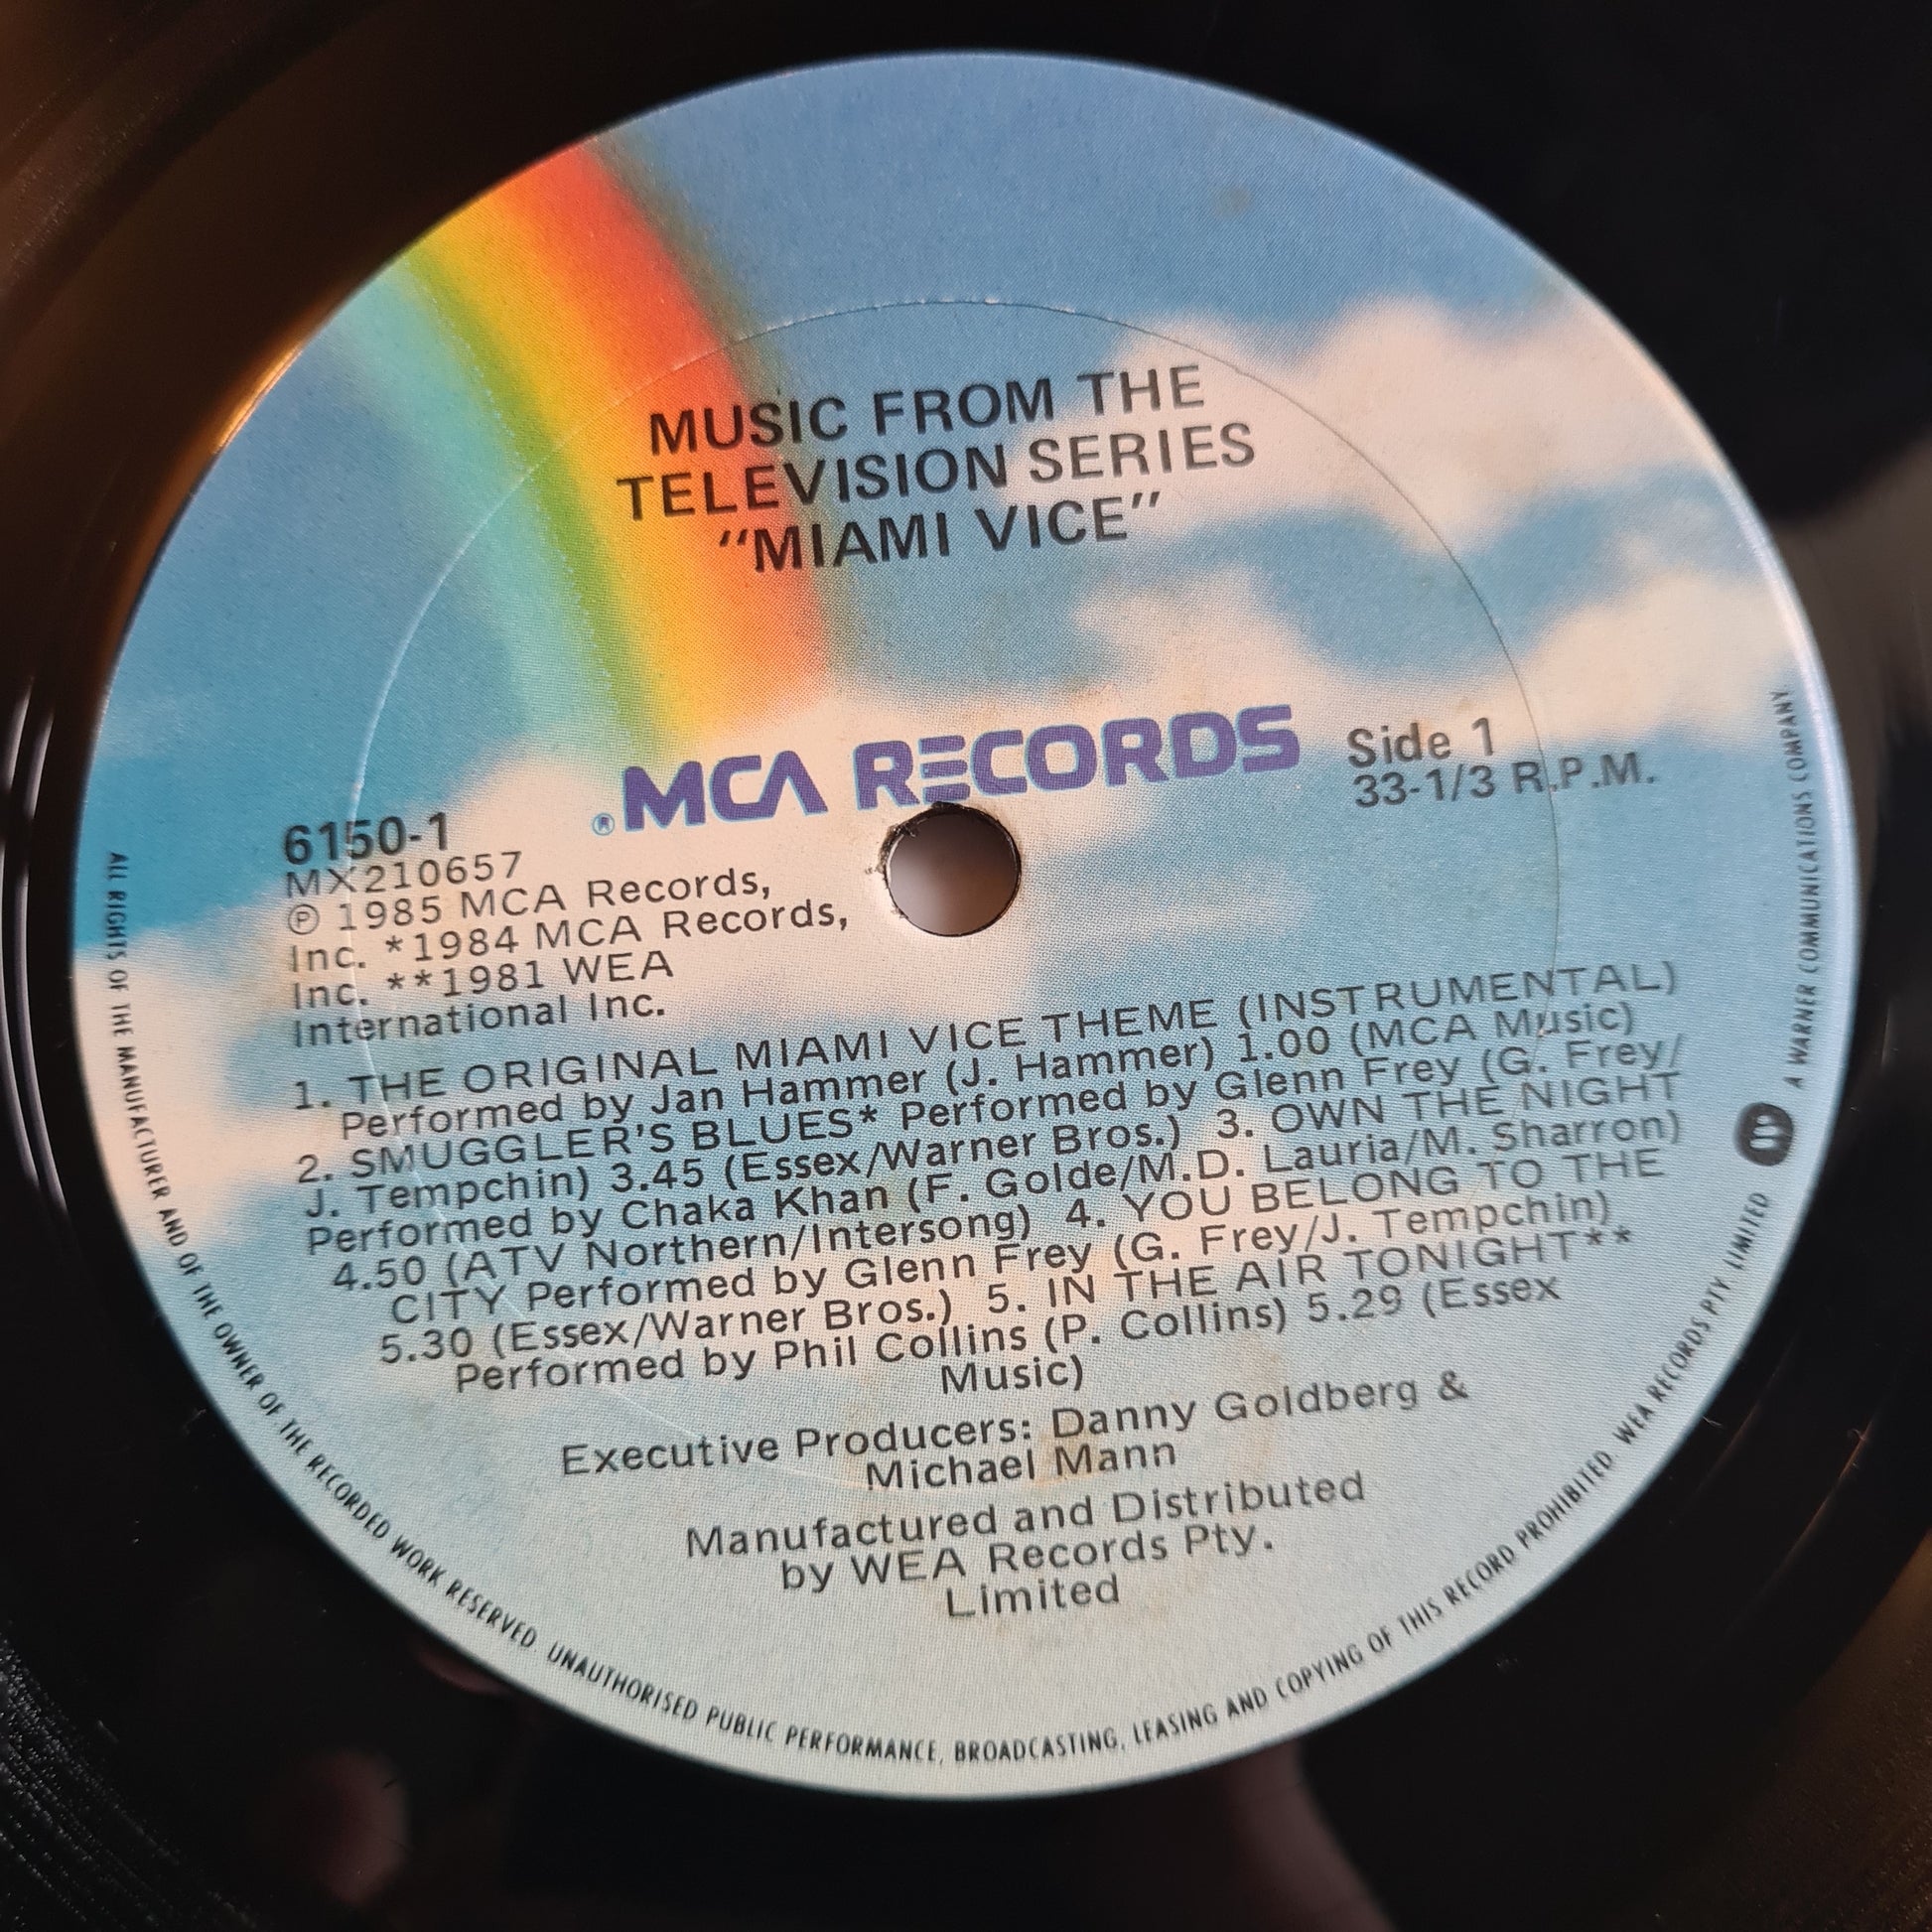 MUSIC FROM THE
TELEVISION SERIES
"MIAMI VICE"
®MCA RECORDS
Side 1
33-1/3 R.P.M.
6150-1
MX210657
℗ 1985 MCA Records,
Inc. *1984 MCA Records,
Inc. **1981 WEA
International Inc.
1. THE ORIGINAL MIAMI VICE THEME (INSTRUMENTAL)
Performed by Jan Hammer (J. Hammer) 1.00 (MCA Music)
2. SMUGGLER'S BLUES* Performed by Glenn Frey (G. Frey/
J. Tempchin) 3.45 (Essex/Warner Bros.) 3. OWN THE NIGHT
Performed by Chaka Khan (F. Golde/M.D. Lauria/M. Sharron)
4.50 (ATV Northern/Intersong) 4. YOU BELONG TO THE
CITY Performed by Glenn Frey (G. Frey/J. Tempchin)
5.30 (Essex/Warner Bros.) 5. IN THE AIR TONIGHT**
Performed by Phil Collins (P. Collins) 5.29 (Essex
Music)
Executive Producers: Danny Goldberg &
Michael Mann
Manufactured and Distributed
by WEA Records Pty.
Limited
ALL RIGHTS OF THE MANUFACTURER AND OF THE OWNER OF THE RECORDED WORK RESERVED. UNAUTHORISED PUBLIC PERFORMANCE, BROADCASTING, LEASING AND COPYING OF THIS RECORD PROHIBITED. WEA RECORDS PTY. LIMITED
A WARNER COMMUNICATIONS COMPANY